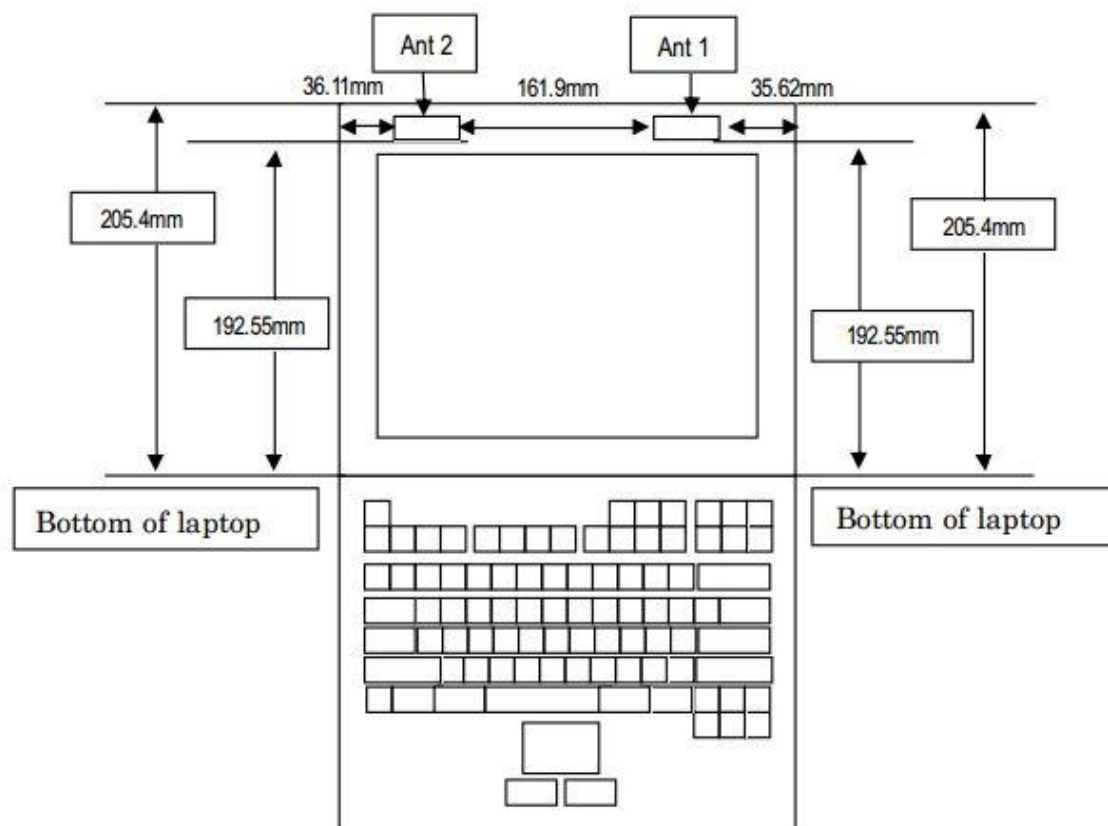 Ant 2
Ant 1
36.11mm
161.9mm
35.62mm
205.4mm
205.4mm
192.55mm
192.55mm
Bottom of laptop
Bottom of laptop